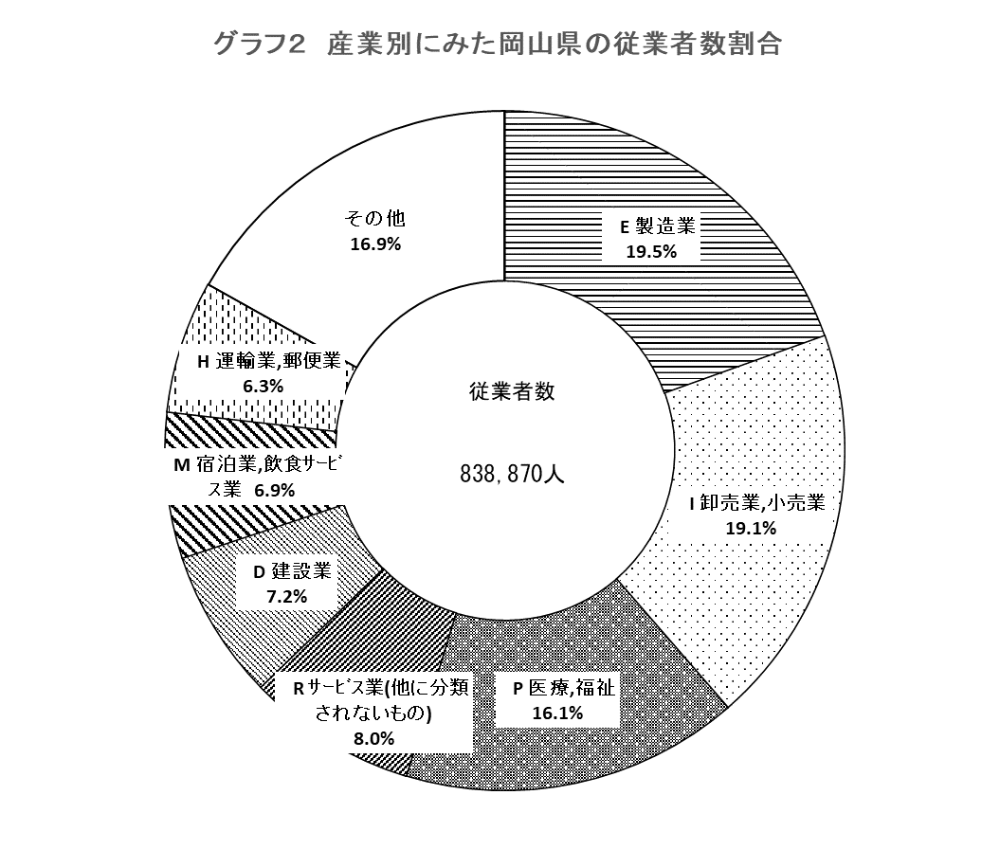 グラフ２　産業別にみた岡山県の従業者数割合
E 製造業
19.5%
I 卸売業,小売業
19.1%
P 医療,福祉
16.1%
R サービス業(他に分類
されないもの)
8.0%
D 建設業
7.2%
M 宿泊業,飲食サービ
ス業 6.9%
H 運輸業,郵便業
6.3%
その他
16.9%
従業者数
838,870人